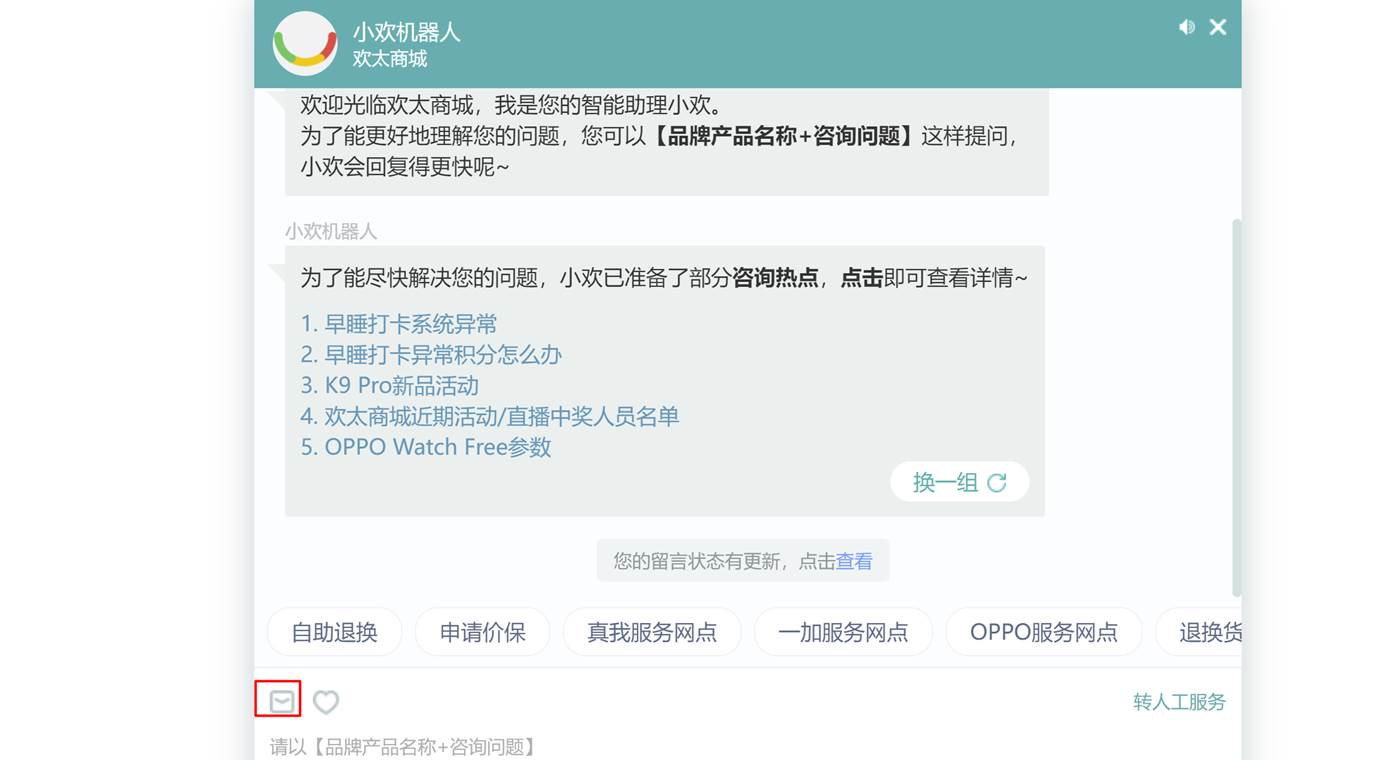 小欢机器人
欢太商城
欢迎光临欢太商城，我是您的智能助理小欢。
为了能更好地理解您的问题，您可以【品牌产品名称+咨询问题】这样提问，
小欢会回复得更快呢~
小欢机器人
为了能尽快解决您的问题，小欢已准备了部分咨询热点，点击即可查看详情~
1. 早睡打卡系统异常
2. 早睡打卡异常积分怎么办
3. K9 Pro新品活动
4. 欢太商城近期活动/直播中奖人员名单
5. OPPO Watch Free参数
换一组
您的留言状态有更新，点击查看
自助退换 申请价保 真我服务网点 一加服务网点 OPPO服务网点 退换货
转人工服务
请以【品牌产品名称+咨询问题】